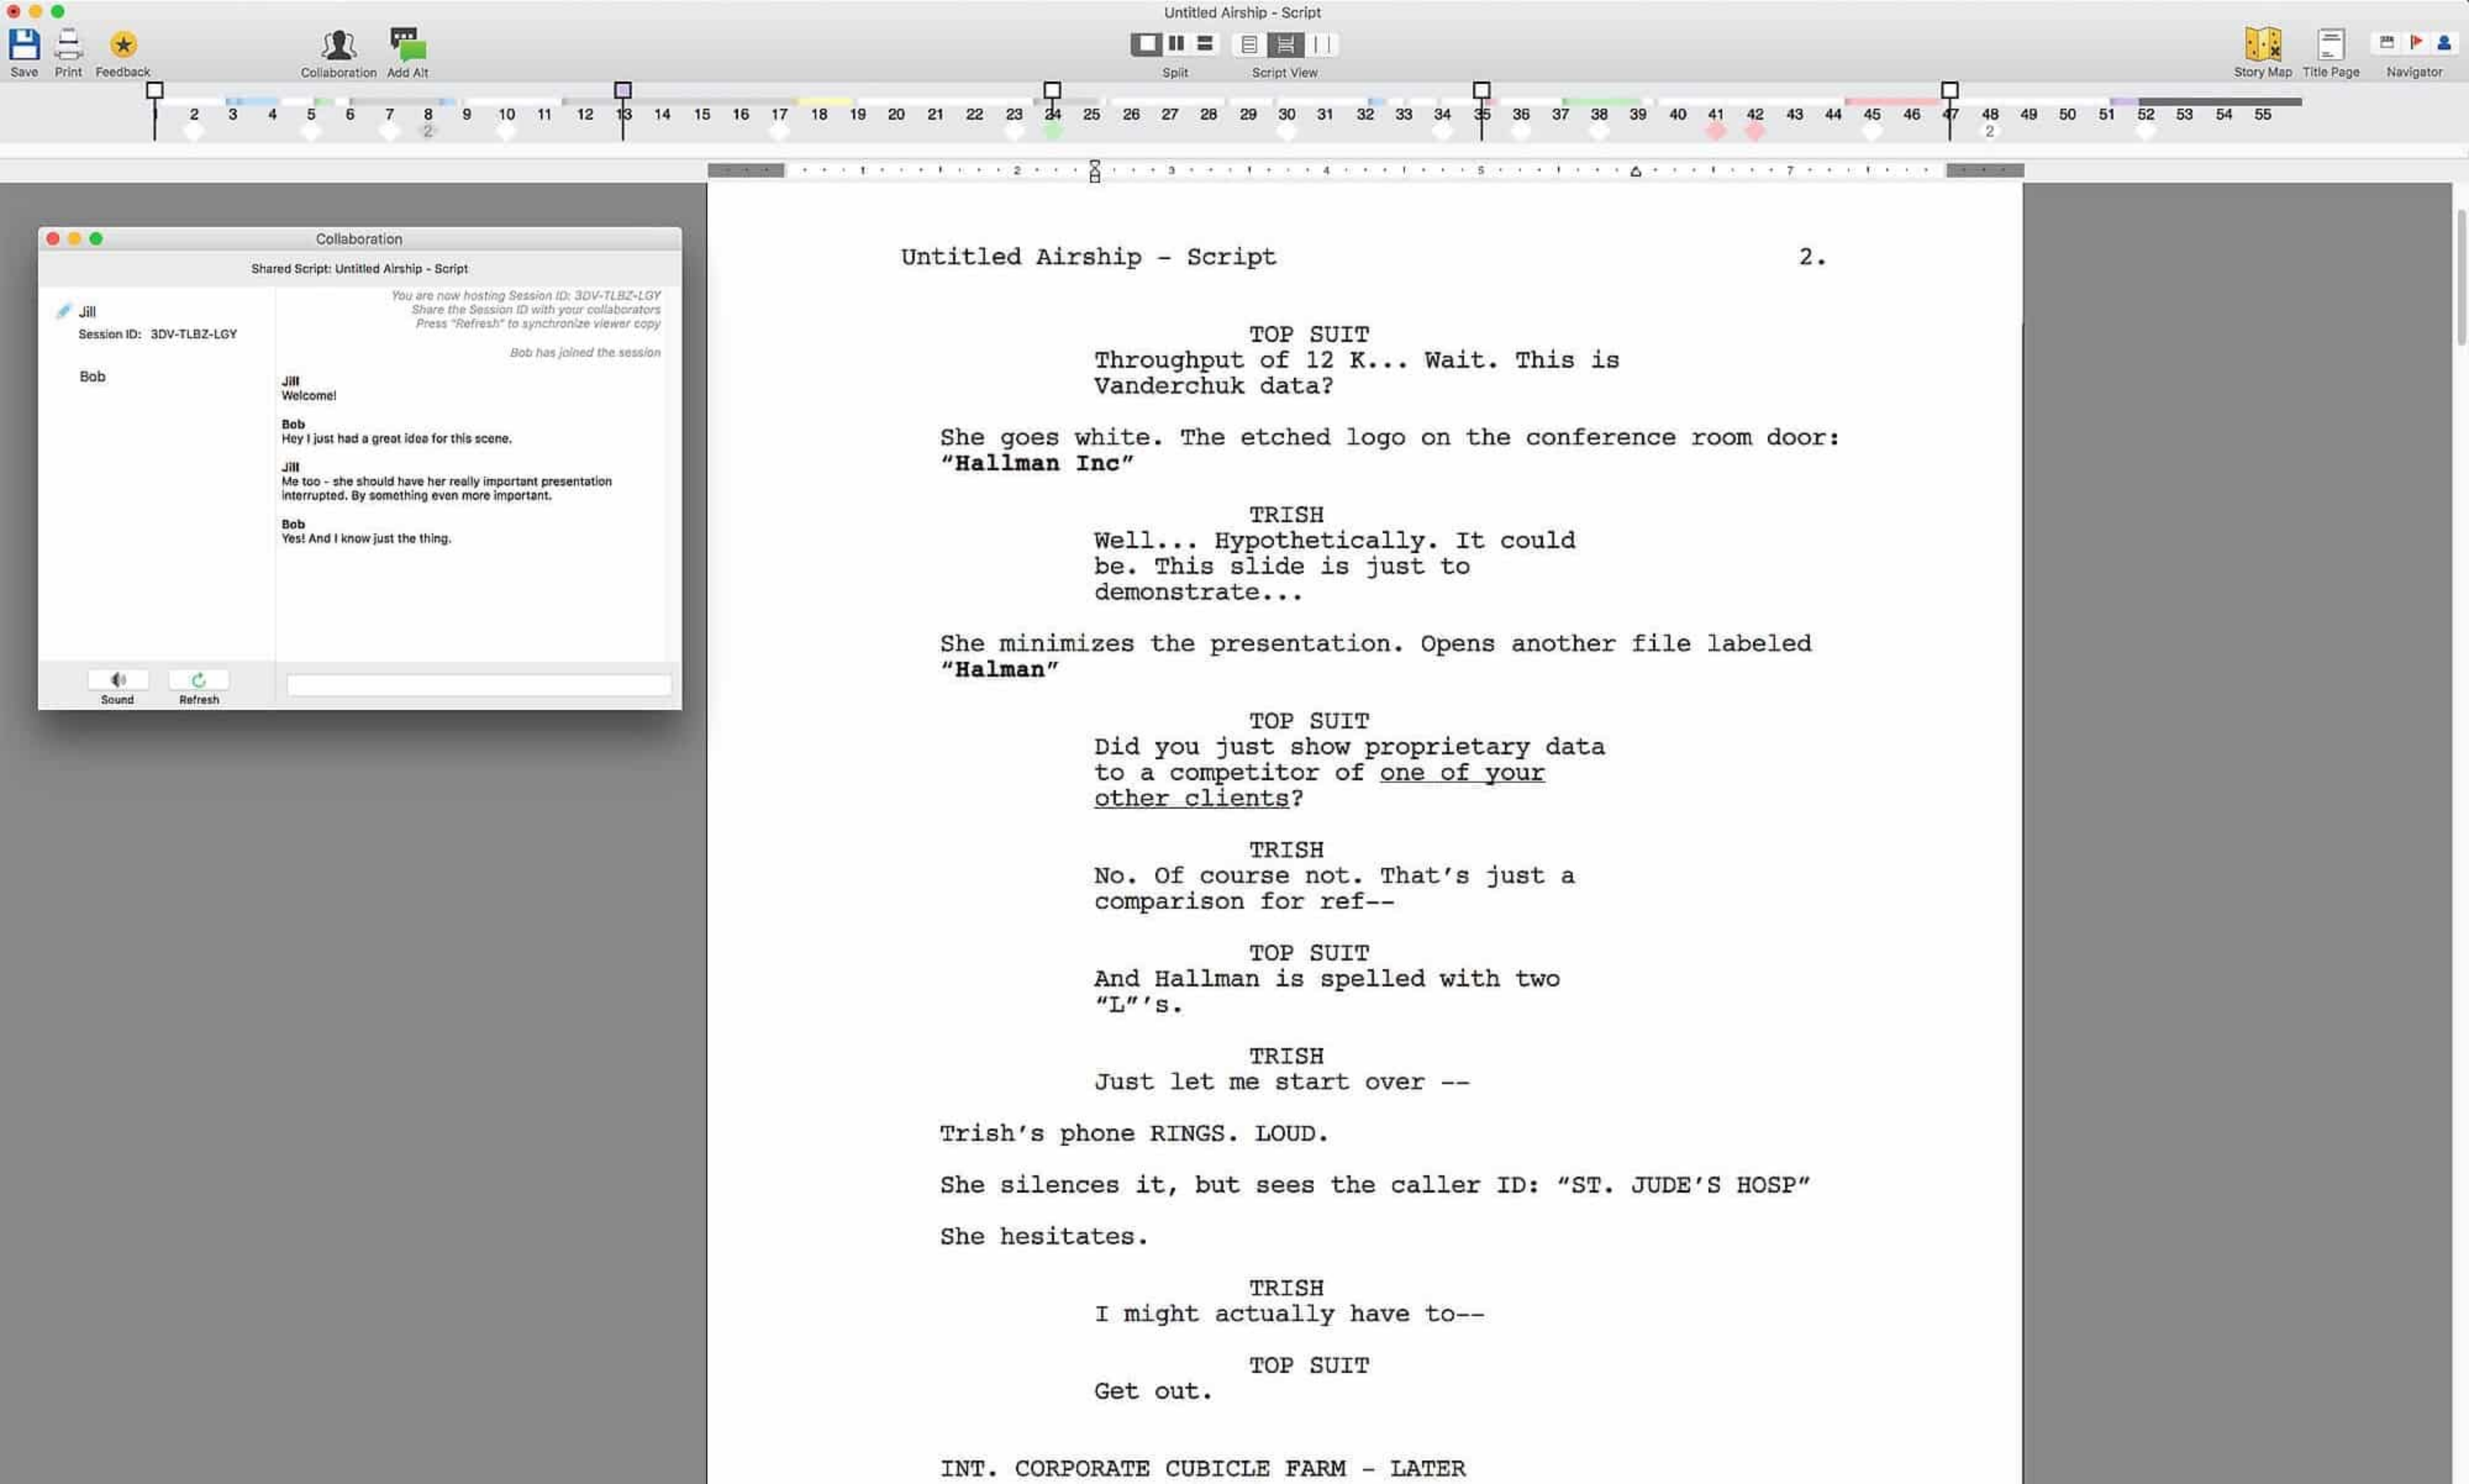 Untitled Airship - Script
Save Print Feedback Collaboration Add Alt Split Script View Story Map Title Page Navigator
1 2 3 4 5 6 7 8 9 10 11 12 13 14 15 16 17 18 19 20 21 22 23 24 25 26 27 28 29 30 31 32 33 34 35 36 37 38 39 40 41 42 43 44 45 46 47 48 49 50 51 52 53 54 55
2 2
1 2 3 4 5 7
Collaboration
Shared Script: Untitled Airship - Script
Jill
Session ID: 3DV-TLBZ-LGY
Bob
You are now hosting Session ID: 3DV-TLBZ-LGY
Share the Session ID with your collaborators
Press "Refresh" to synchronize viewer copy
Bob has joined the session
Jill
Welcome!
Bob
Hey I just had a great idea for this scene.
Jill
Me too - she should have her really important presentation
interrupted. By something even more important.
Bob
Yes! And I know just the thing.
Sound Refresh
Untitled Airship - Script 2.
TOP SUIT
Throughput of 12 K... Wait. This is
Vanderchuk data?
She goes white. The etched logo on the conference room door:
“Hallman Inc”
TRISH
Well... Hypothetically. It could
be. This slide is just to
demonstrate...
She minimizes the presentation. Opens another file labeled
“Halman”
TOP SUIT
Did you just show proprietary data
to a competitor of one of your
other clients?
TRISH
No. Of course not. That’s just a
comparison for ref--
TOP SUIT
And Hallman is spelled with two
“L”’s.
TRISH
Just let me start over --
Trish’s phone RINGS. LOUD.
She silences it, but sees the caller ID: “ST. JUDE’S HOSP”
She hesitates.
TRISH
I might actually have to--
TOP SUIT
Get out.
INT. CORPORATE CUBICLE FARM - LATER